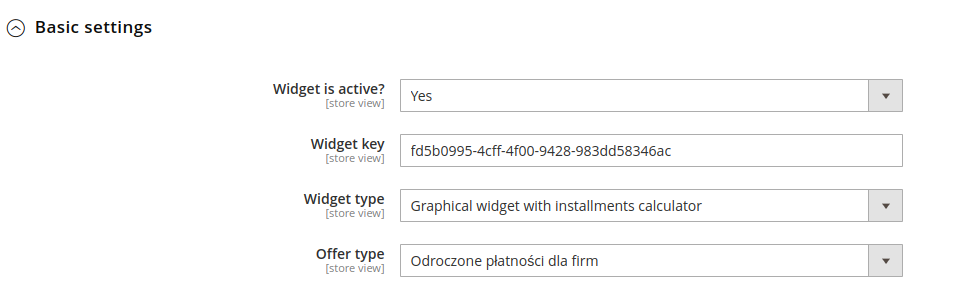 Basic settings
Widget is active?
[store view]
Yes
Widget key
[store view]
fd5b0995-4cff-4f00-9428-983dd58346ac
Widget type
[store view]
Graphical widget with installments calculator
Offer type
[store view]
Odroczone płatności dla firm